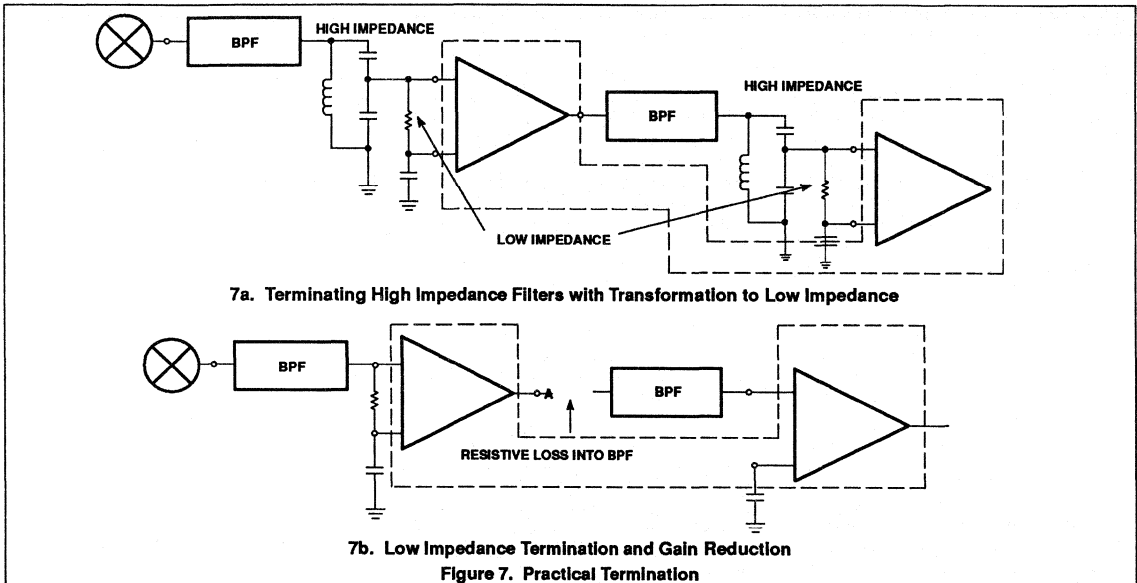 HIGH IMPEDANCE
BPF
HIGH IMPEDANCE
BPF
LOW IMPEDANCE
7a. Terminating High Impedance Filters with Transformation to Low Impedance
BPF
BPF
A
RESISTIVE LOSS INTO BPF
7b. Low Impedance Termination and Gain Reduction
Figure 7. Practical Termination